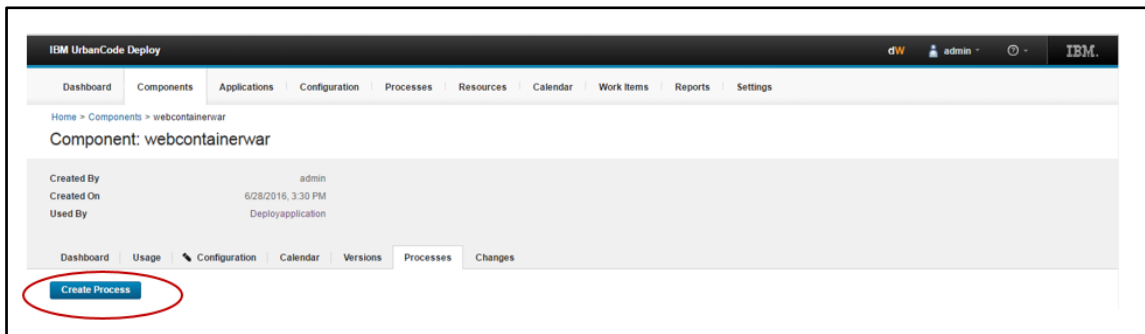 IBM UrbanCode Deploy dW admin IBM.
Dashboard Components Applications Configuration Processes Resources Calendar Work Items Reports Settings
Home > Components > webcontainerwar
Component: webcontainerwar
Created By admin
Created On 6/28/2016, 3:30 PM
Used By Deployapplication
Dashboard Usage Configuration Calendar Versions Processes Changes
Create Process